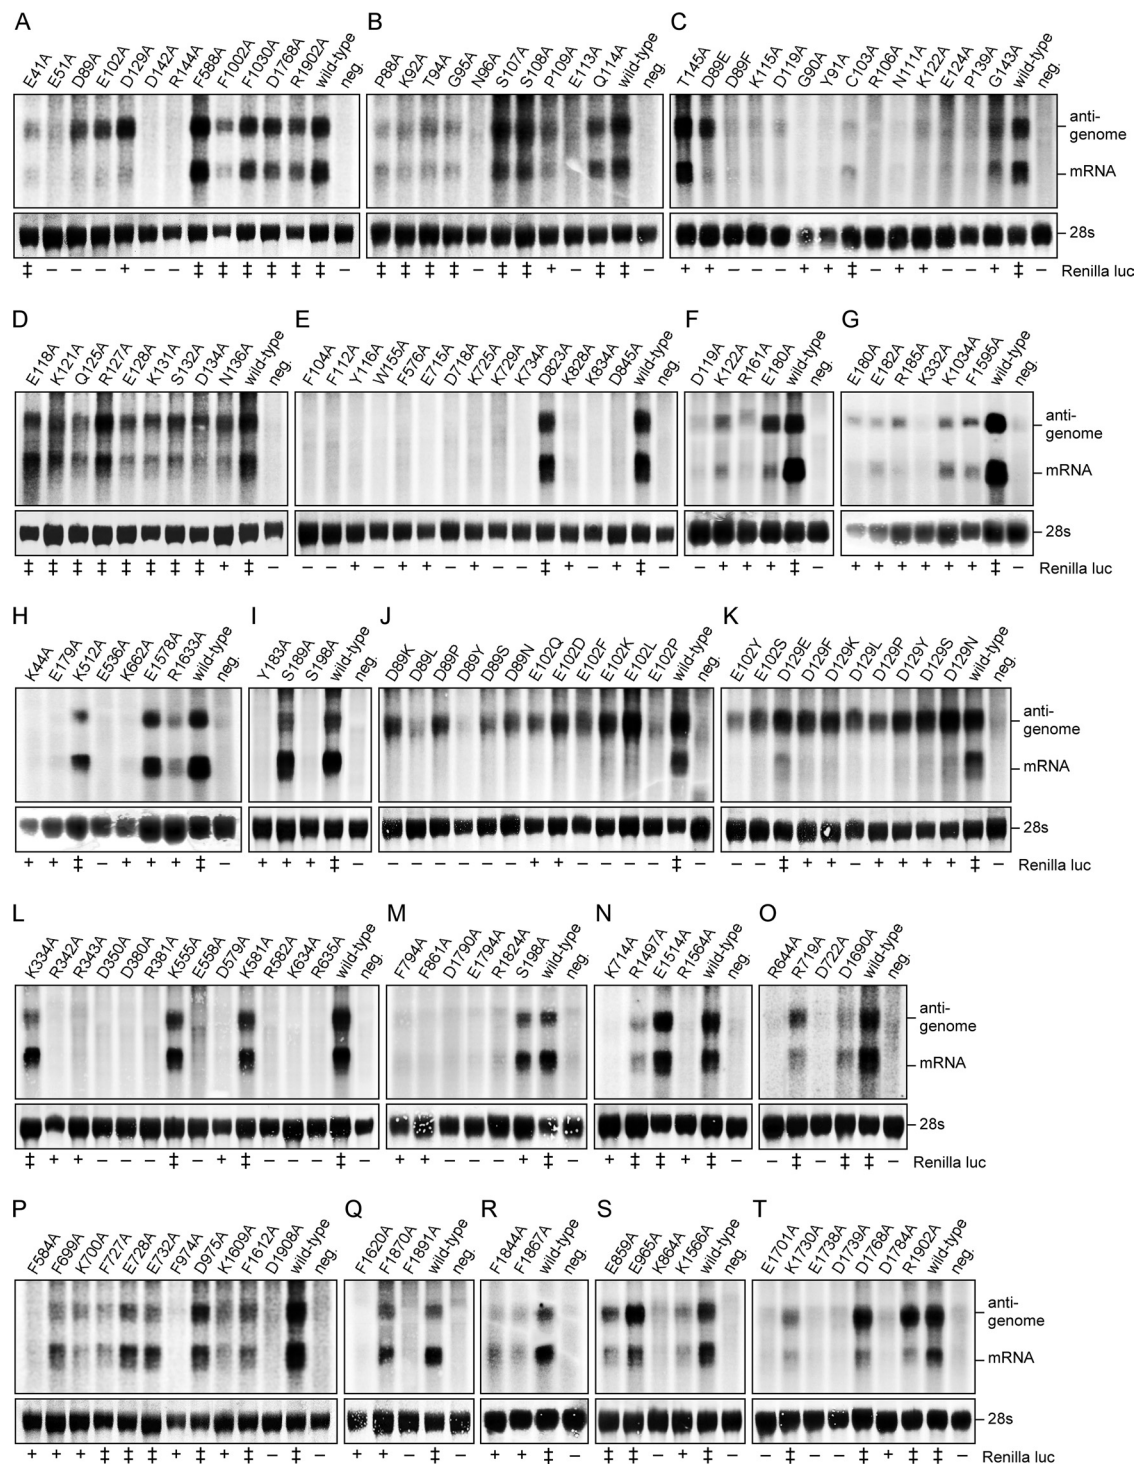 A B C
E41A E51A D89A E102A D129A D142A R144A F588A F1002A F1030A D1768A R1902A wild-type neg.
P88A K92A T94A G95A N96A S107A S108A P109A E113A Q114A wild-type neg.
T145A D89E D89F K115A D119A G90A Y91A C103A R106A N111A K122A E124A P139A G143A wild-type neg.
anti-
genome
mRNA
28s
‡ – – – + – – ‡ ‡ ‡ ‡ ‡ ‡ –
‡ ‡ ‡ ‡ – ‡ ‡ + – ‡ ‡ –
+ + – – – + + ‡ – + + – – + ‡ – Renilla luc
D E F G
E118A K121A Q125A R127A E128A K131A S132A D134A N136A wild-type neg.
F104A F112A Y116A W155A F576A E715A D718A K725A K729A K734A D823A K828A K834A D845A wild-type neg.
D119A K122A R161A E180A wild-type neg.
E180A E182A R185A K332A K1034A F1595A wild-type neg.
anti-
genome
mRNA
28s
‡ ‡ ‡ ‡ ‡ ‡ ‡ ‡ + ‡ –
– – + – + + – + – – ‡ + – + ‡ –
– + + + ‡ –
+ + + + + + ‡ – Renilla luc
H I J K
K44A E179A K512A E536A K662A E1578A R1633A wild-type neg.
Y183A S189A S198A wild-type neg.
D89K D89L D89P D89Y D89S D89N E102Q E102D E102F E102K E102L E102P wild-type neg.
E102Y E102S D129E D129F D129K D129L D129P D129Y D129S D129N wild-type neg.
anti-
genome
mRNA
28s
+ + ‡ – + + + ‡ –
+ ‡ + ‡ –
– – – – – – + + – – – – ‡ –
– – ‡ + + – + + + + ‡ – Renilla luc
L M N O
K334A R342A R343A D350A D380A R381A K555A E558A D579A K581A R582A K634A R635A wild-type neg.
F794A F861A D1790A E1794A R1824A S198A wild-type neg.
K714A R1497A E1514A R1564A wild-type neg.
R644A R719A D722A D1690A wild-type neg.
anti-
genome
mRNA
28s
‡ + + – – – ‡ – + ‡ – – – ‡ –
+ + – – – + ‡ –
+ ‡ ‡ + ‡ –
– ‡ – ‡ ‡ – Renilla luc
P Q R S T
F584A F699A K700A F727A E728A E732A F974A D975A K1609A F1612A D1908A wild-type neg.
F1620A F1870A F1891A wild-type neg.
F1844A F1867A wild-type neg.
E859A E965A K864A K1566A wild-type neg.
E1701A K1730A E1738A D1739A D1768A D1784A R1902A wild-type neg.
anti-
genome
mRNA
28s
+ + + ‡ ‡ ‡ + ‡ + ‡ – ‡ –
– + – ‡ –
+ + ‡ –
‡ ‡ – + ‡ –
– ‡ – – ‡ + ‡ ‡ – Renilla luc